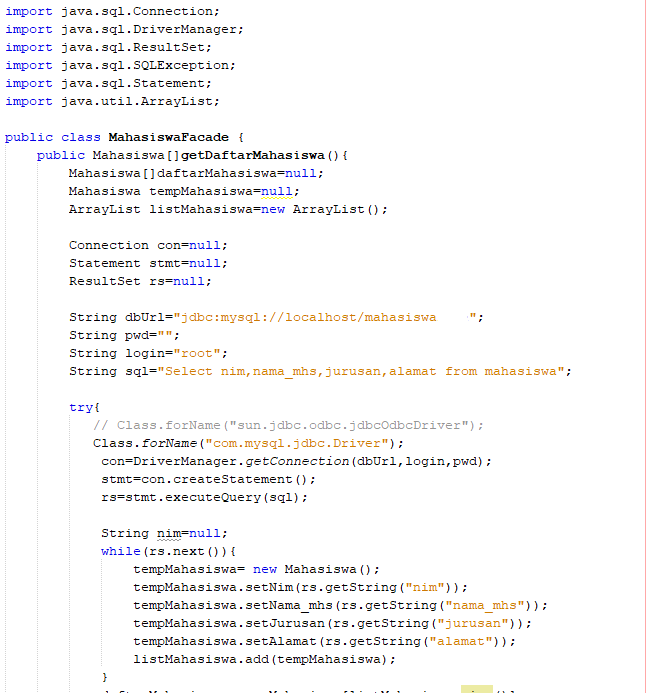 import java.sql.Connection;
import java.sql.DriverManager;
import java.sql.ResultSet;
import java.sql.SQLException;
import java.sql.Statement;
import java.util.ArrayList;

public class MahasiswaFacade {
    public Mahasiswa[]getDaftarMahasiswa(){
        Mahasiswa[]daftarMahasiswa=null;
        Mahasiswa tempMahasiswa=null;
        ArrayList listMahasiswa=new ArrayList();

        Connection con=null;
        Statement stmt=null;
        ResultSet rs=null;

        String dbUrl="jdbc:mysql://localhost/mahasiswa    ";
        String pwd="";
        String login="root";
        String sql="Select nim,nama_mhs,jurusan,alamat from mahasiswa";

        try{
           // Class.forName("sun.jdbc.odbc.jdbcOdbcDriver");
           Class.forName("com.mysql.jdbc.Driver");
            con=DriverManager.getConnection(dbUrl,login,pwd);
            stmt=con.createStatement();
            rs=stmt.executeQuery(sql);

            String nim=null;
            while(rs.next()){
                tempMahasiswa= new Mahasiswa();
                tempMahasiswa.setNim(rs.getString("nim"));
                tempMahasiswa.setNama_mhs(rs.getString("nama_mhs"));
                tempMahasiswa.setJurusan(rs.getString("jurusan"));
                tempMahasiswa.setAlamat(rs.getString("alamat"));
                listMahasiswa.add(tempMahasiswa);
            }